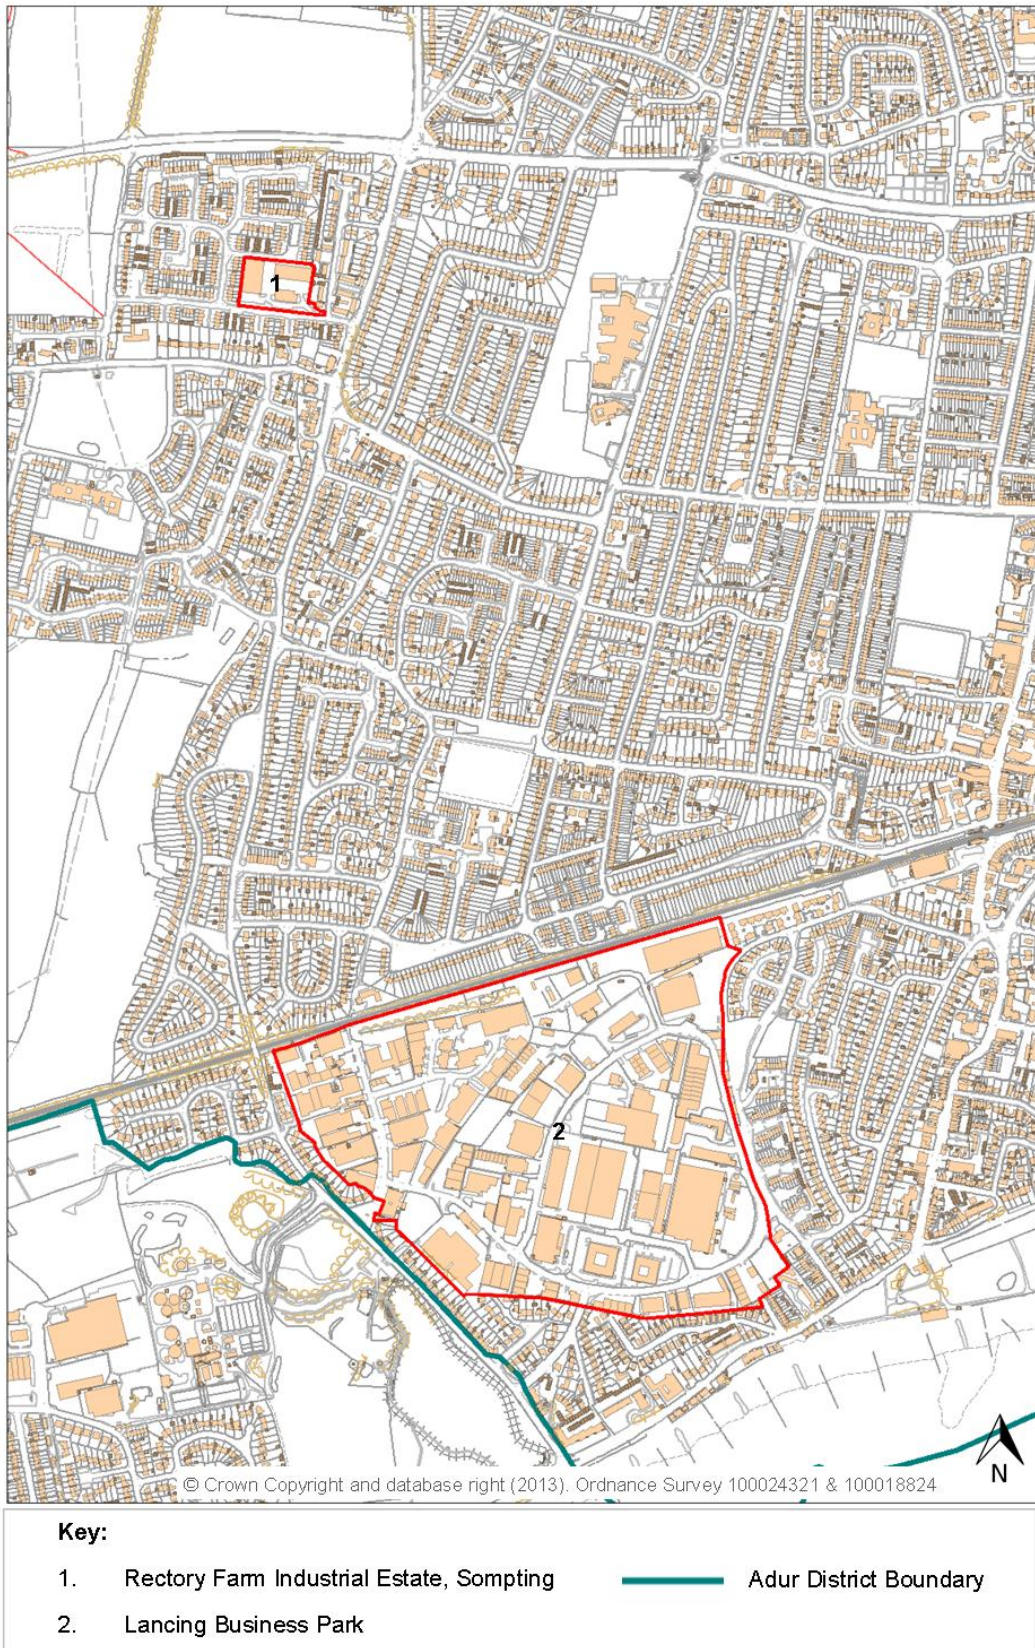 1
2
N
© Crown Copyright and database right (2013). Ordnance Survey 100024321 & 100018824
Key:
1. Rectory Farm Industrial Estate, Sompting
Adur District Boundary
2. Lancing Business Park